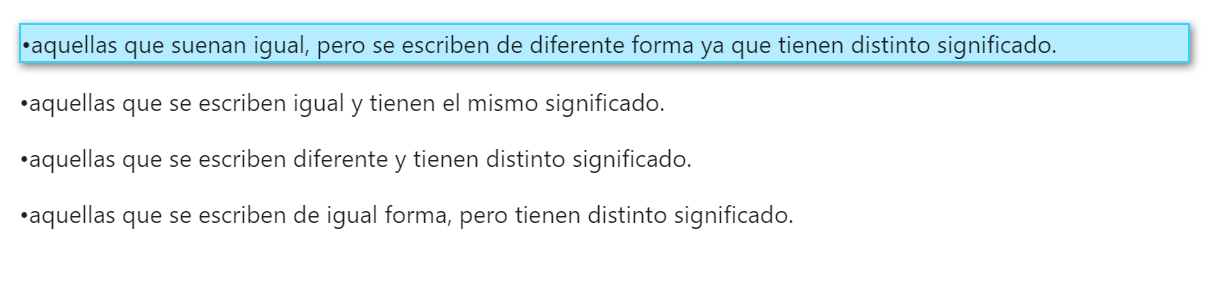 •aquellas que suenan igual, pero se escriben de diferente forma ya que tienen distinto significado.
•aquellas que se escriben igual y tienen el mismo significado.
•aquellas que se escriben diferente y tienen distinto significado.
•aquellas que se escriben de igual forma, pero tienen distinto significado.